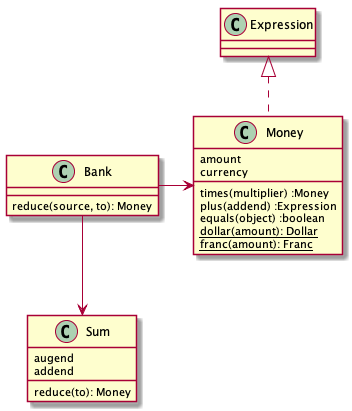 C Expression
C Money
amount
currency
times(multiplier) :Money
plus(addend) :Expression
equals(object) :boolean
dollar(amount): Dollar
franc(amount): Franc
C Bank
reduce(source, to): Money
C Sum
augend
addend
reduce(to): Money